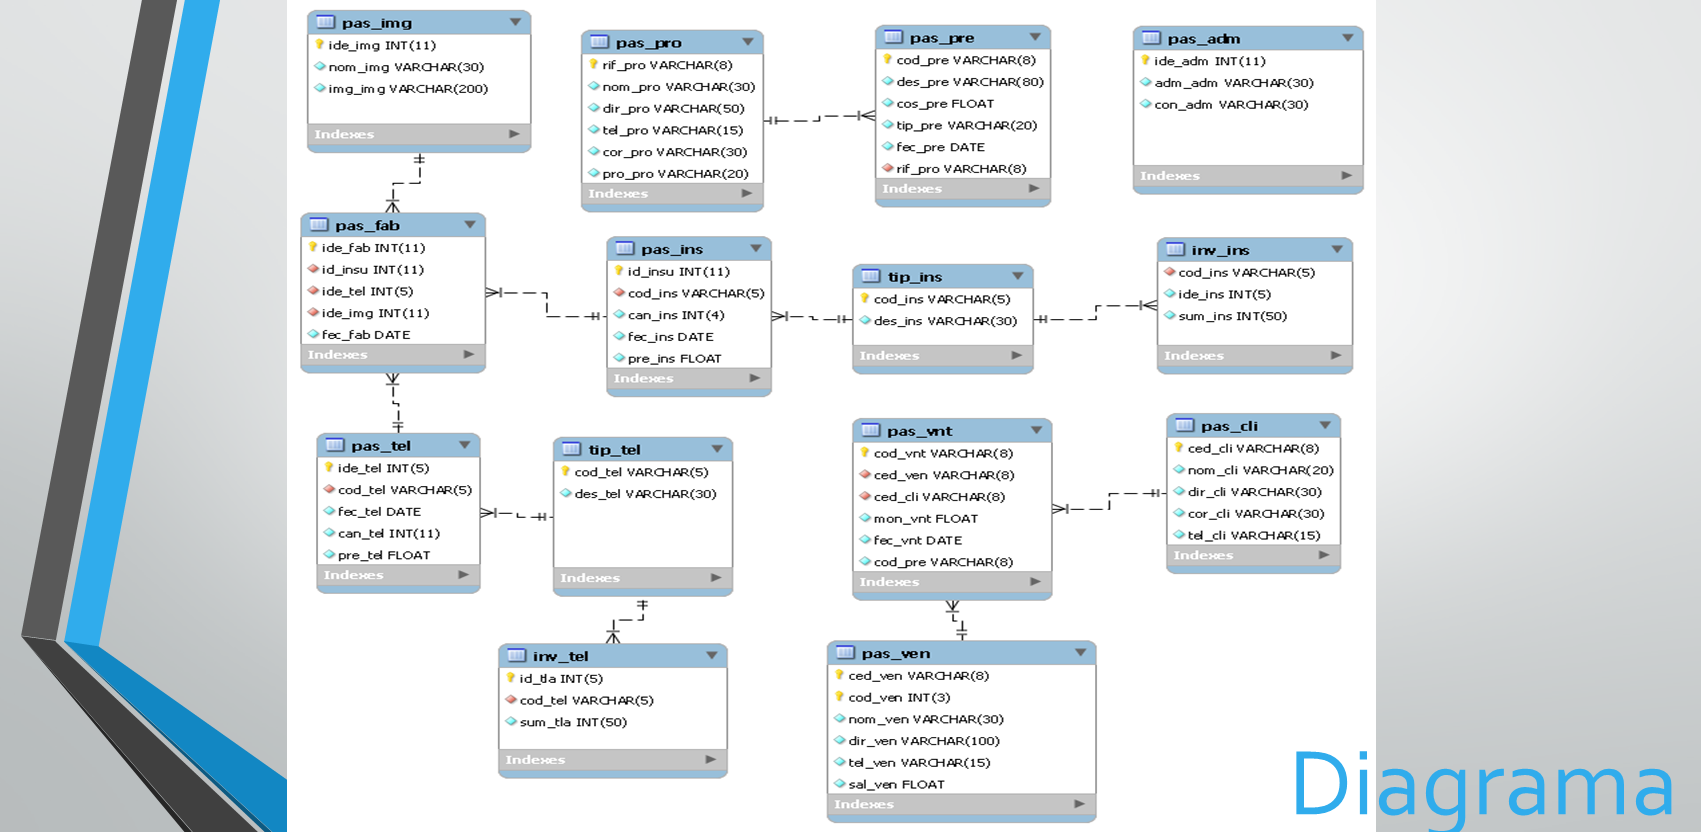 pas_img
ide_img INT(11)
nom_img VARCHAR(30)
img_img VARCHAR(200)
Indexes
pas_pro
rif_pro VARCHAR(8)
nom_pro VARCHAR(30)
dir_pro VARCHAR(50)
tel_pro VARCHAR(15)
cor_pro VARCHAR(30)
pro_pro VARCHAR(20)
Indexes
pas_pre
cod_pre VARCHAR(8)
des_pre VARCHAR(80)
cos_pre FLOAT
tip_pre VARCHAR(20)
fec_pre DATE
rif_pro VARCHAR(8)
Indexes
pas_adm
ide_adm INT(11)
adm_adm VARCHAR(30)
con_adm VARCHAR(30)
Indexes
pas_fab
ide_fab INT(11)
id_insu INT(11)
ide_tel INT(5)
ide_img INT(11)
fec_fab DATE
Indexes
pas_ins
id_insu INT(11)
cod_ins VARCHAR(5)
can_ins INT(4)
fec_ins DATE
pre_ins FLOAT
Indexes
tip_ins
cod_ins VARCHAR(5)
des_ins VARCHAR(30)
Indexes
inv_ins
cod_ins VARCHAR(5)
ide_ins INT(5)
sum_ins INT(50)
Indexes
pas_tel
ide_tel INT(5)
cod_tel VARCHAR(5)
fec_tel DATE
can_tel INT(11)
pre_tel FLOAT
Indexes
tip_tel
cod_tel VARCHAR(5)
des_tel VARCHAR(30)
Indexes
pas_vnt
cod_vnt VARCHAR(8)
ced_ven VARCHAR(8)
ced_cli VARCHAR(8)
mon_vnt FLOAT
fec_vnt DATE
cod_pre VARCHAR(8)
Indexes
pas_cli
ced_cli VARCHAR(8)
nom_cli VARCHAR(20)
dir_cli VARCHAR(30)
cor_cli VARCHAR(30)
tel_cli VARCHAR(15)
Indexes
inv_tel
id_tla INT(5)
cod_tel VARCHAR(5)
sum_tla INT(50)
Indexes
pas_ven
ced_ven VARCHAR(8)
cod_ven INT(3)
nom_ven VARCHAR(30)
dir_ven VARCHAR(100)
tel_ven VARCHAR(15)
sal_ven FLOAT
Indexes
Diagrama